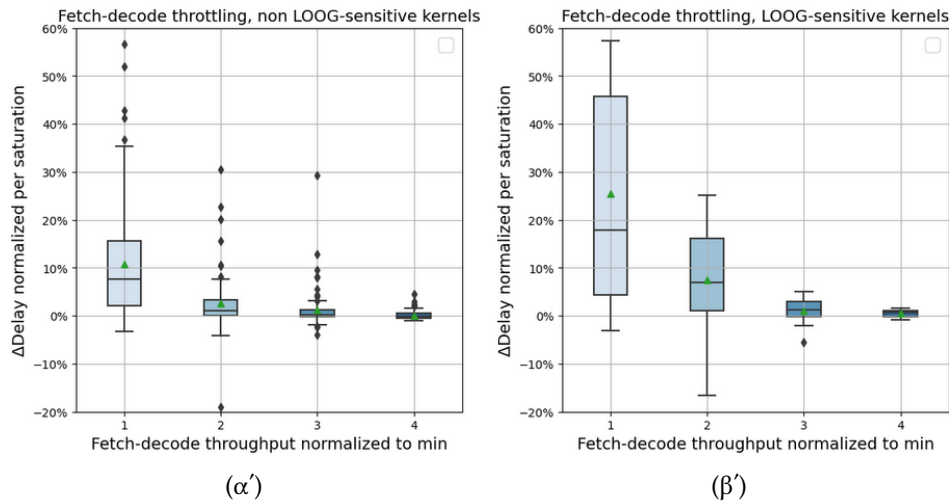 Fetch-decode throttling, non LOOG-sensitive kernels
60%
50%
40%
30%
20%
10%
0%
−10%
−20%
ΔDelay normalized per saturation
1 2 3 4
Fetch-decode throughput normalized to min
(α′)
Fetch-decode throttling, LOOG-sensitive kernels
60%
50%
40%
30%
20%
10%
0%
−10%
−20%
ΔDelay normalized per saturation
1 2 3 4
Fetch-decode throughput normalized to min
(β′)